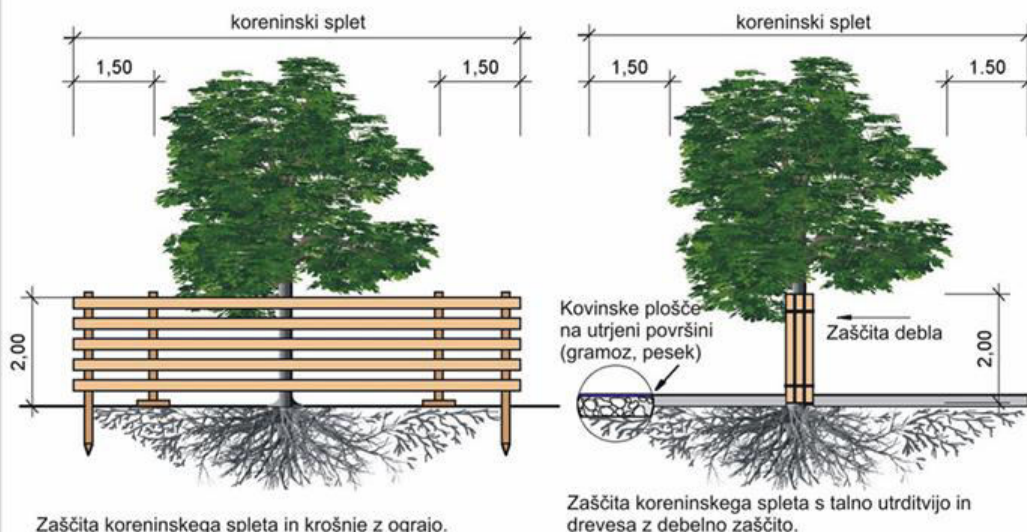 koreninski splet
1,50
1,50
2,00
Zaščita koreninskega spleta in krošnje z ograjo.
koreninski splet
1,50
1.50
Kovinske plošče
na utrjeni površini
(gramoz, pesek)
Zaščita debla
2,00
Zaščita koreninskega spleta s talno utrditvijo in
drevesa z debelno zaščito.